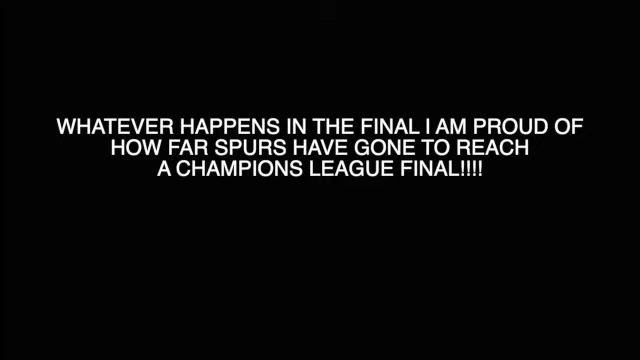 WHATEVER HAPPENS IN THE FINAL I AM PROUD OF
HOW FAR SPURS HAVE GONE TO REACH
A CHAMPIONS LEAGUE FINAL!!!!